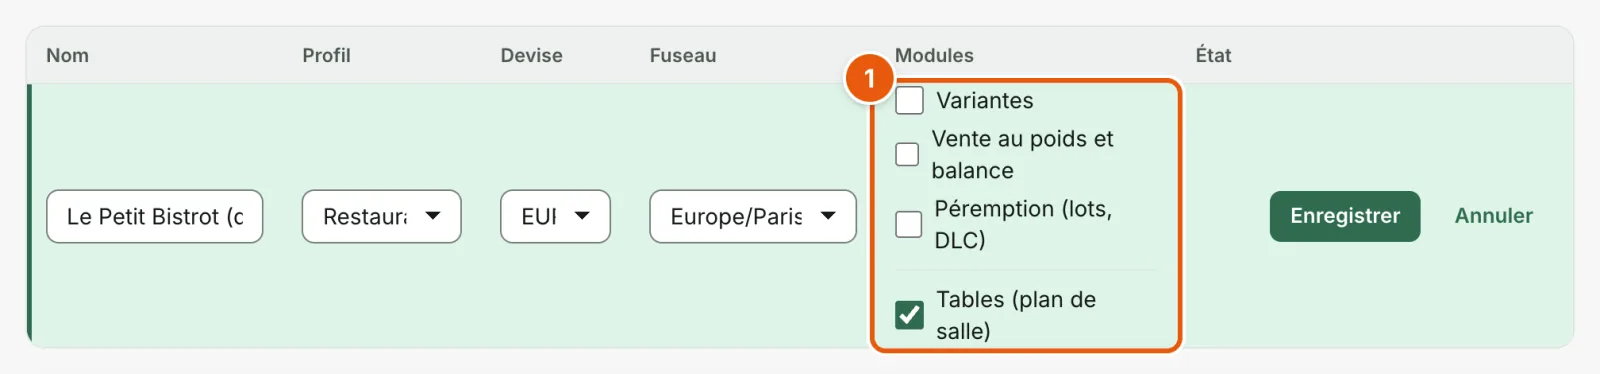 Nom Profil Devise Fuseau Modules État
1
Variantes
Vente au poids et
balance
Péremption (lots,
DLC)
Tables (plan de
salle)
Le Petit Bistrot (c
Restaura
EUI
Europe/Paris
Enregistrer Annuler